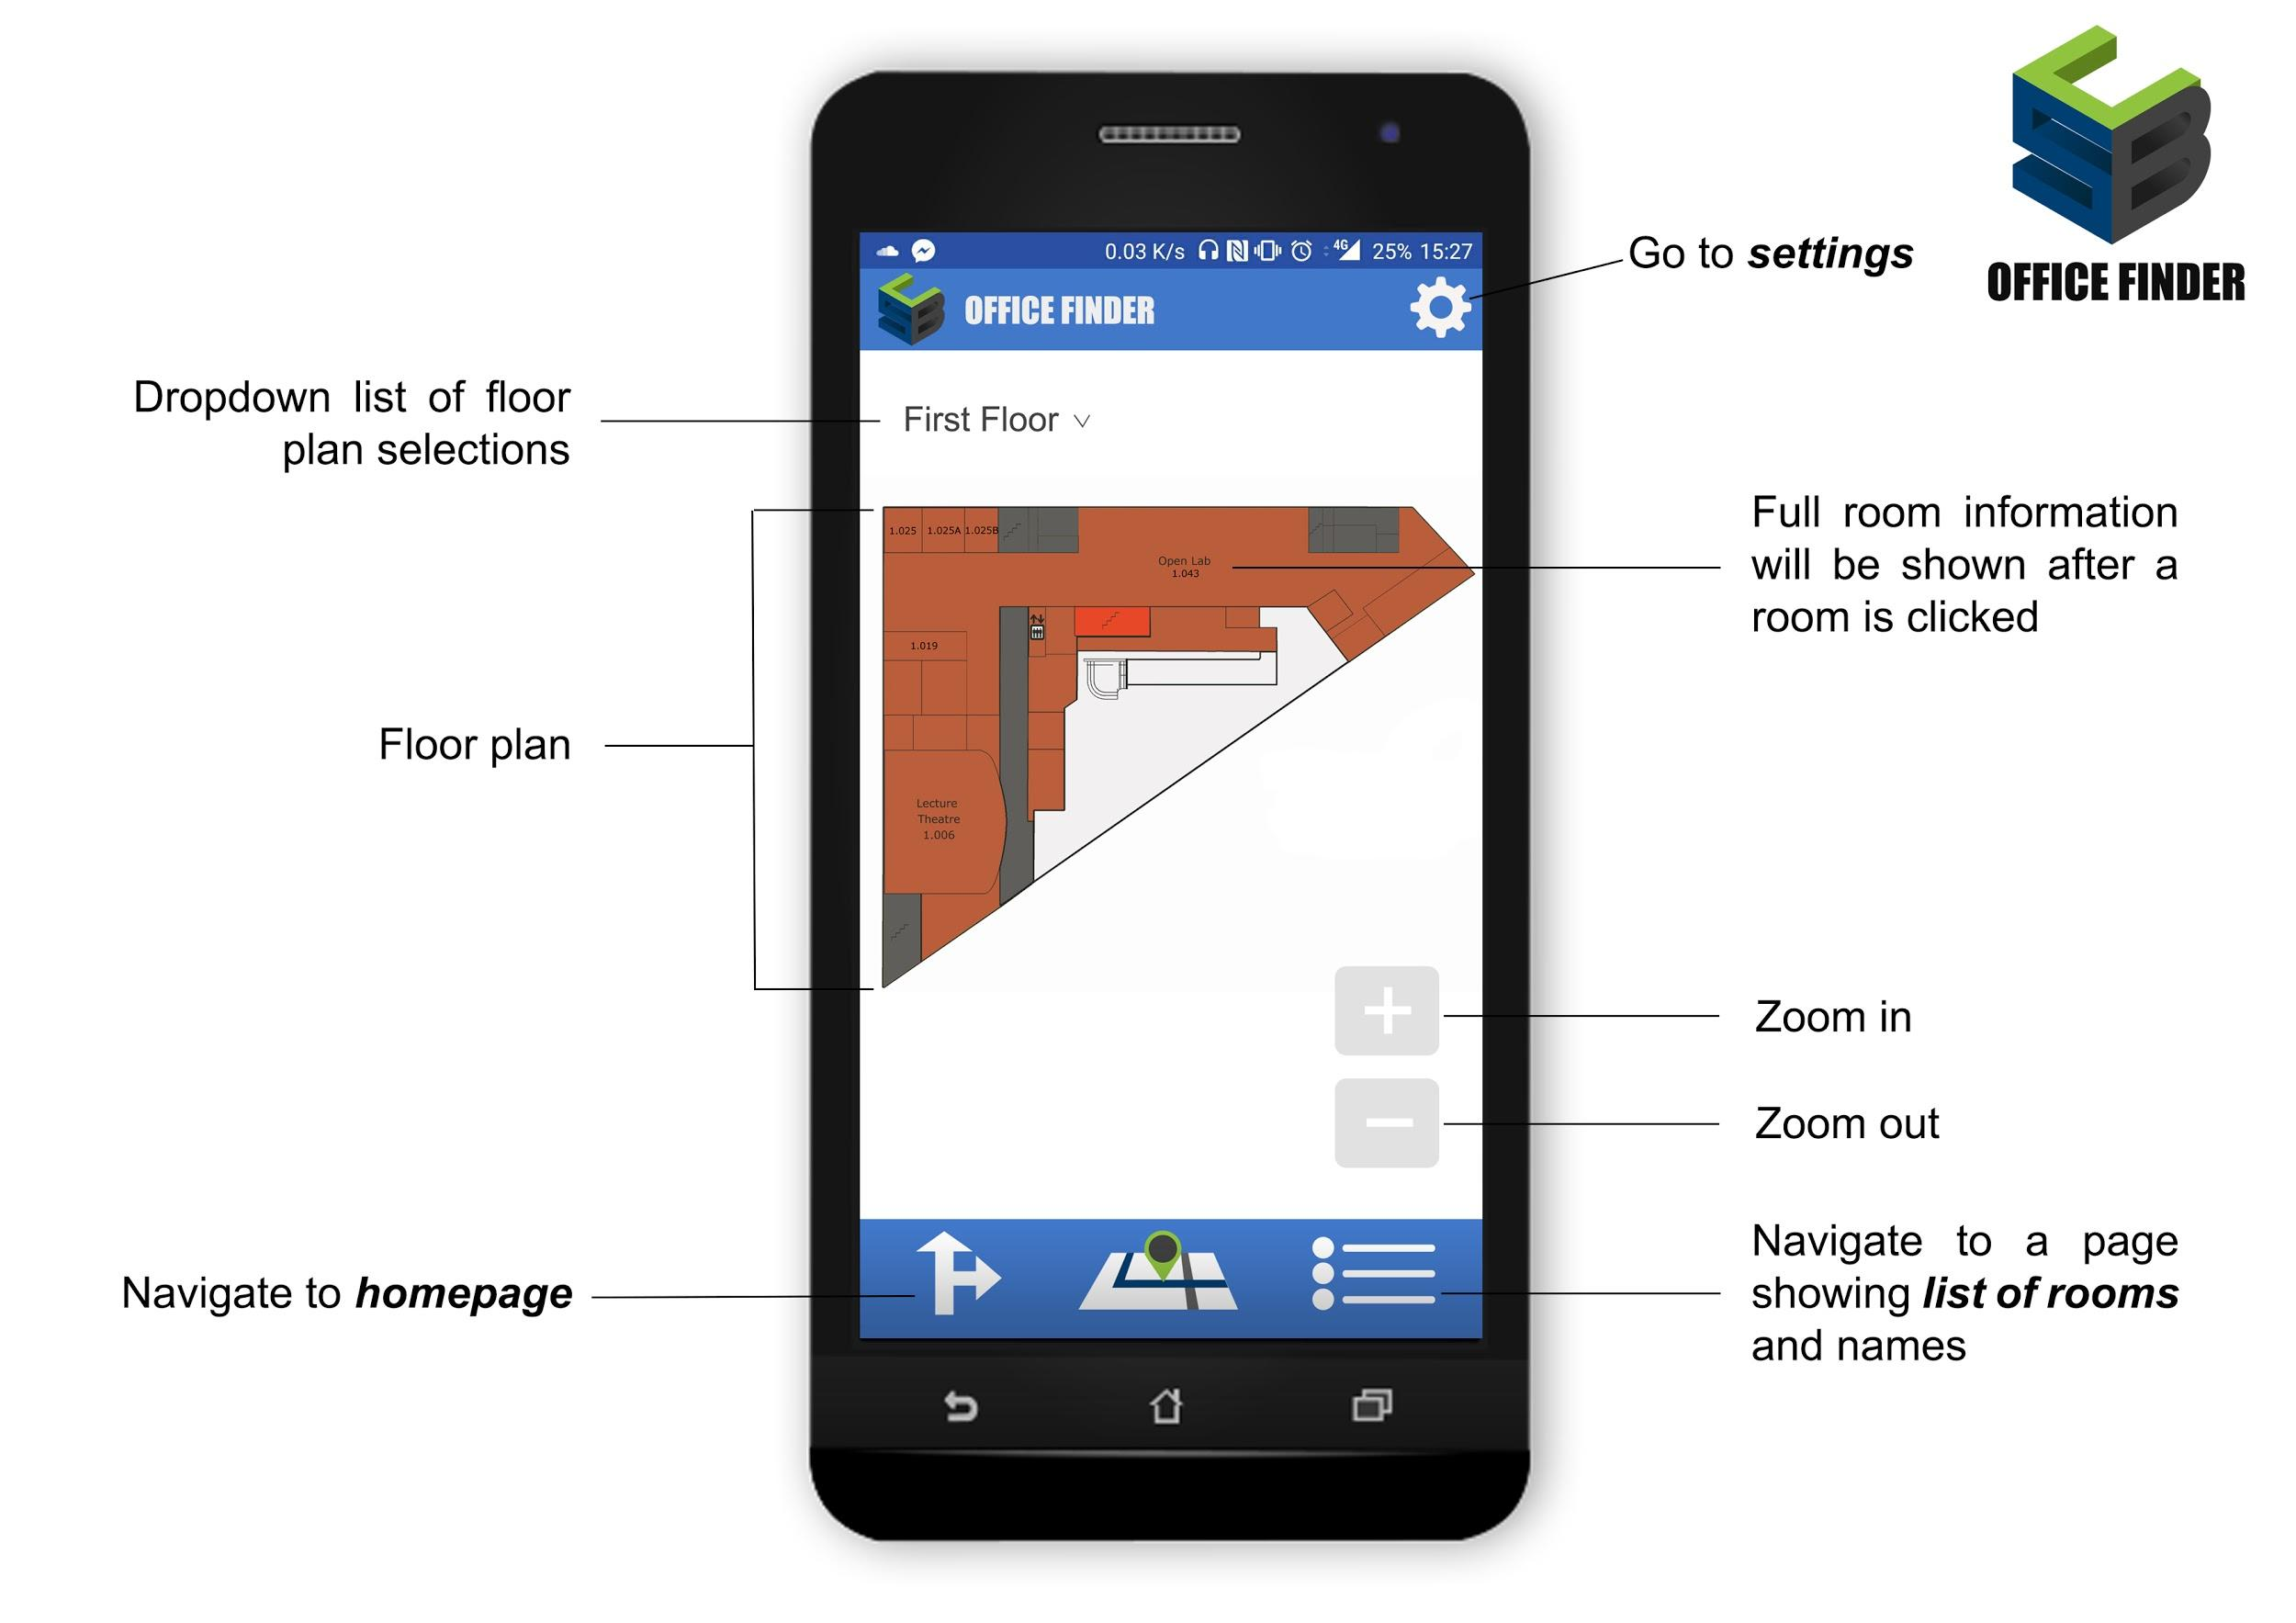 OFFICE FINDER
0.03 K/s 4G 25% 15:27
OFFICE FINDER
Go to settings
Dropdown list of floor
plan selections
First Floor
1.025 1.025A 1.025B
Open Lab
1.043
Full room information
will be shown after a
room is clicked
1.019
Floor plan
Lecture
Theatre
1.006
Zoom in
Zoom out
Navigate to homepage
Navigate to a page
showing list of rooms
and names